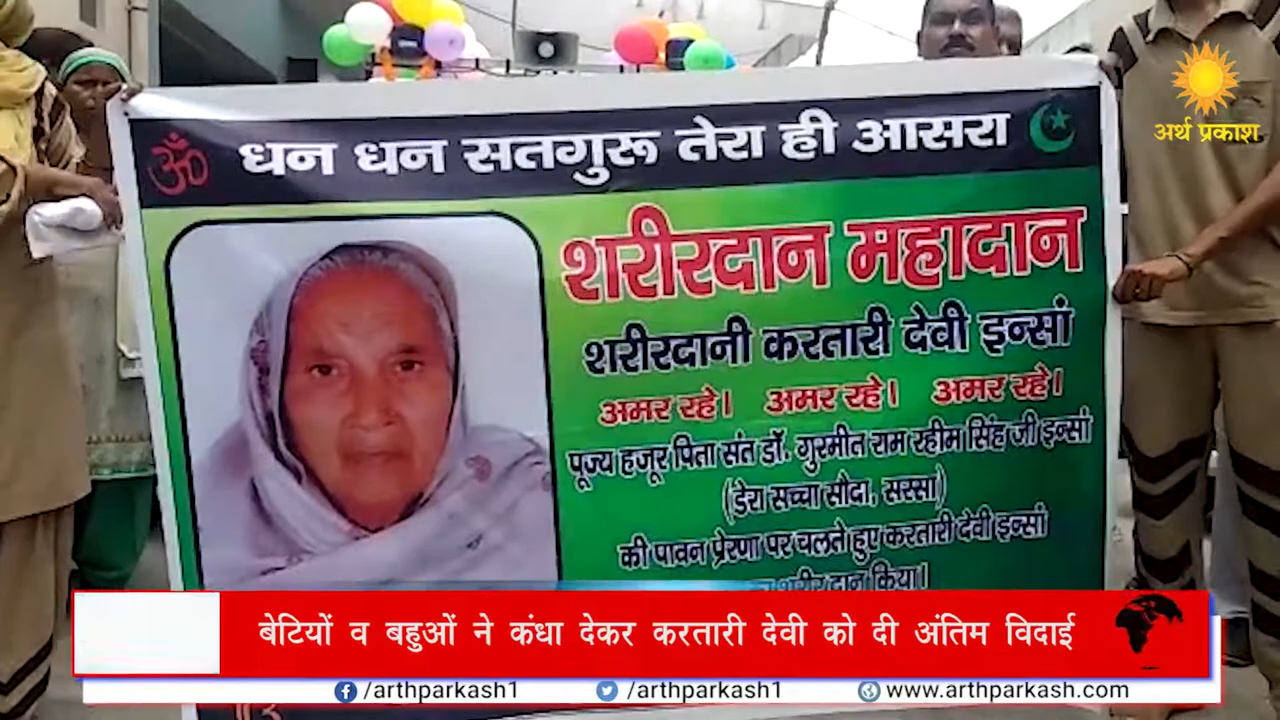 ॐ धन धन सतगुरू तेरा ही आसरा
अर्थ प्रकाश
शरीरदान महादान
शरीरदानी करतारी देवी इन्सां
अमर रहे। अमर रहे। अमर रहे।
पूज्य हजूर पिता संत डॉ. गुरमीत राम रहीम सिंह जी इन्सां
(डेरा सच्चा सौदा, सरसा)
की पावन प्रेरणा पर चलते हुए करतारी देवी इन्सां
शरीर दान किया।
बेटियों व बहुओं ने कंधा देकर करतारी देवी को दी अंतिम विदाई
/arthparkash1 /arthparkash1 www.arthparkash.com